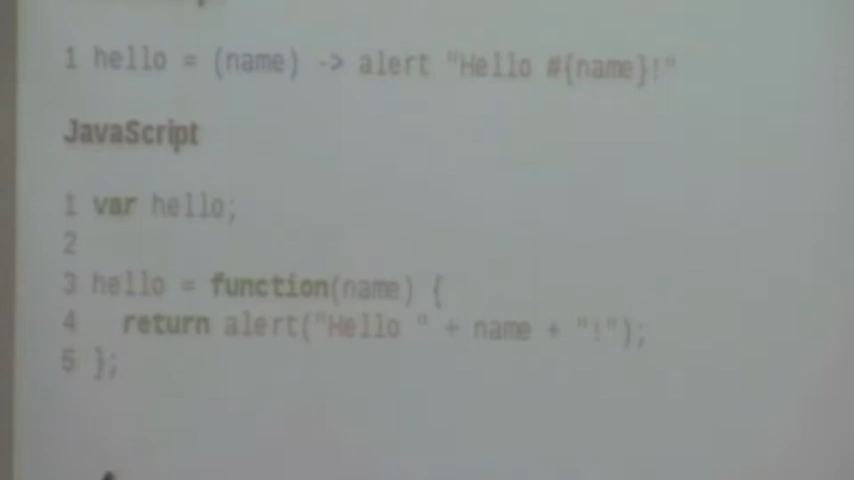 1 hello = (name) -> alert "Hello #{name}!"
JavaScript
1 var hello;
2
3 hello = function(name) {
4   return alert("Hello " + name + "!");
5 };